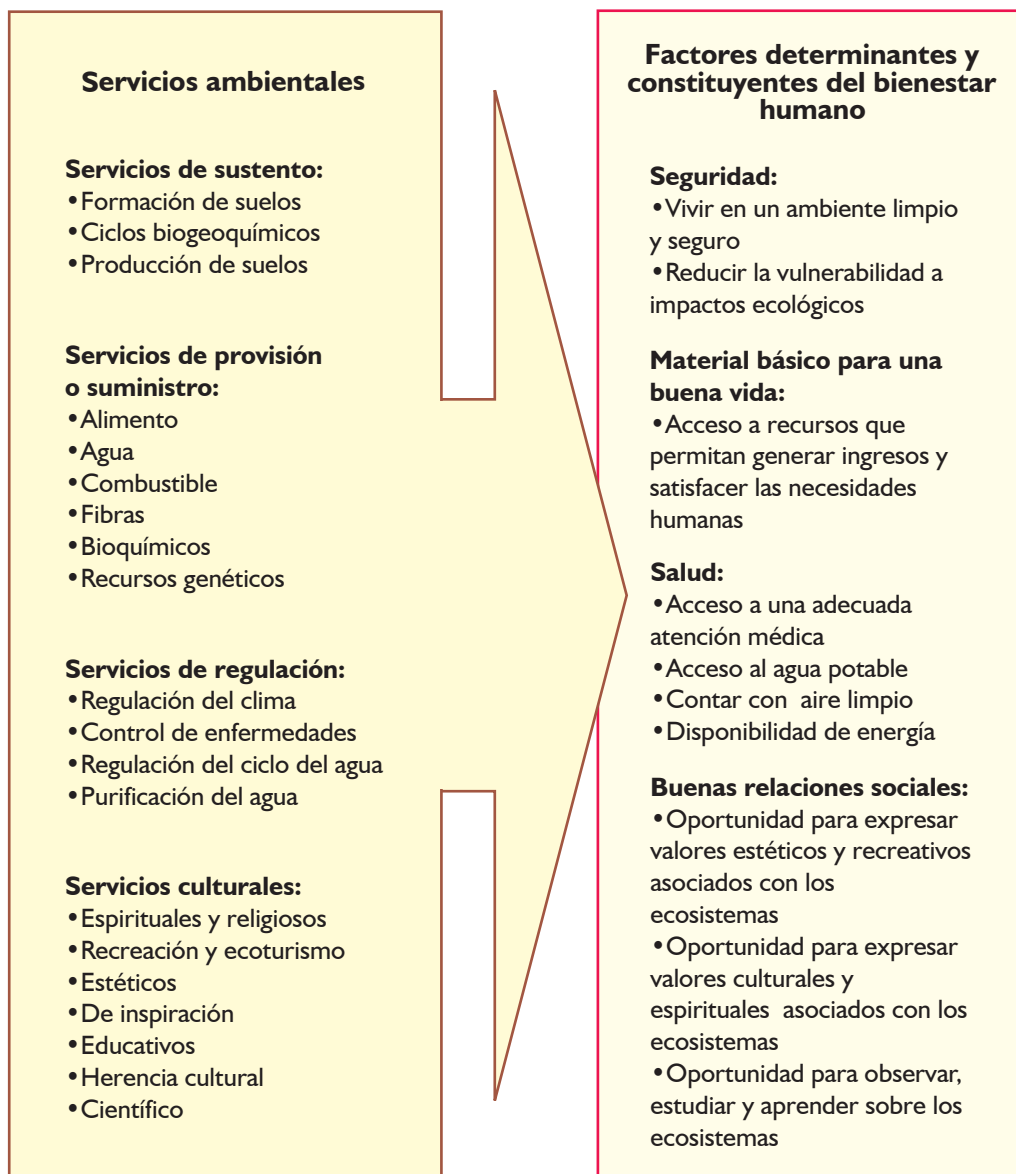 Servicios ambientales
Servicios de sustento:
•Formación de suelos
•Ciclos biogeoquímicos
•Producción de suelos
Servicios de provisión
o suministro:
•Alimento
•Agua
•Combustible
•Fibras
•Bioquímicos
•Recursos genéticos
Servicios de regulación:
•Regulación del clima
•Control de enfermedades
•Regulación del ciclo del agua
•Purificación del agua
Servicios culturales:
•Espirituales y religiosos
•Recreación y ecoturismo
•Estéticos
•De inspiración
•Educativos
•Herencia cultural
•Científico
Factores determinantes y
constituyentes del bienestar
humano
Seguridad:
•Vivir en un ambiente limpio
y seguro
•Reducir la vulnerabilidad a
impactos ecológicos
Material básico para una
buena vida:
•Acceso a recursos que
permitan generar ingresos y
satisfacer las necesidades
humanas
Salud:
•Acceso a una adecuada
atención médica
•Acceso al agua potable
•Contar con aire limpio
•Disponibilidad de energía
Buenas relaciones sociales:
•Oportunidad para expresar
valores estéticos y recreativos
asociados con los
ecosistemas
•Oportunidad para expresar
valores culturales y
espirituales asociados con los
ecosistemas
•Oportunidad para observar,
estudiar y aprender sobre los
ecosistemas